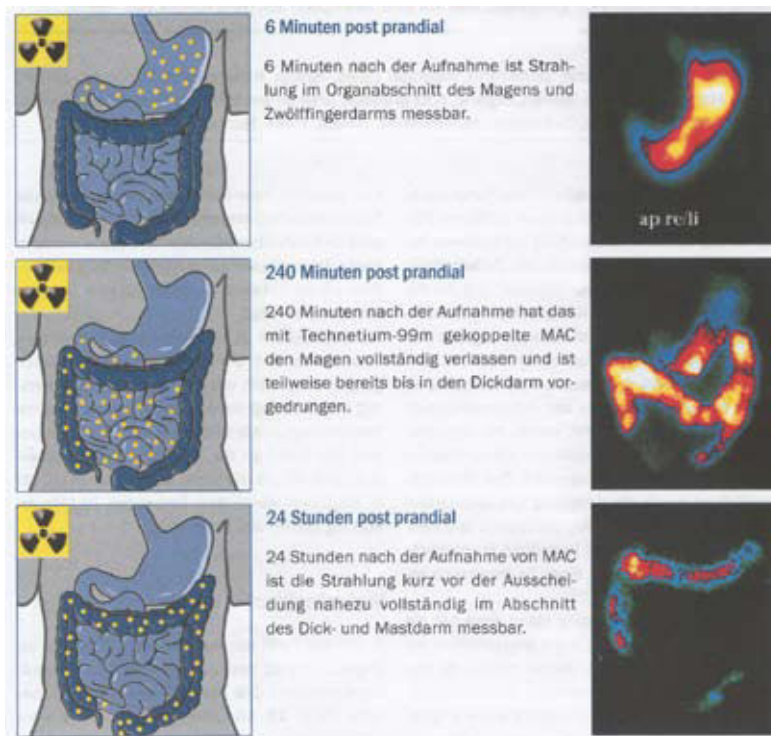 6 Minuten post prandial
6 Minuten nach der Aufnahme ist Strah-
lung im Organabschnitt des Magens und
Zwölffingerdarms messbar.
ap re/li
240 Minuten post prandial
240 Minuten nach der Aufnahme hat das
mit Technetium-99m gekoppelte MAC
den Magen vollständig verlassen und ist
teilweise bereits bis in den Dickdarm vor-
gedrungen.
24 Stunden post prandial
24 Stunden nach der Aufnahme von MAC
ist die Strahlung kurz vor der Ausschei-
dung nahezu vollständig im Abschnitt
des Dick- und Mastdarm messbar.